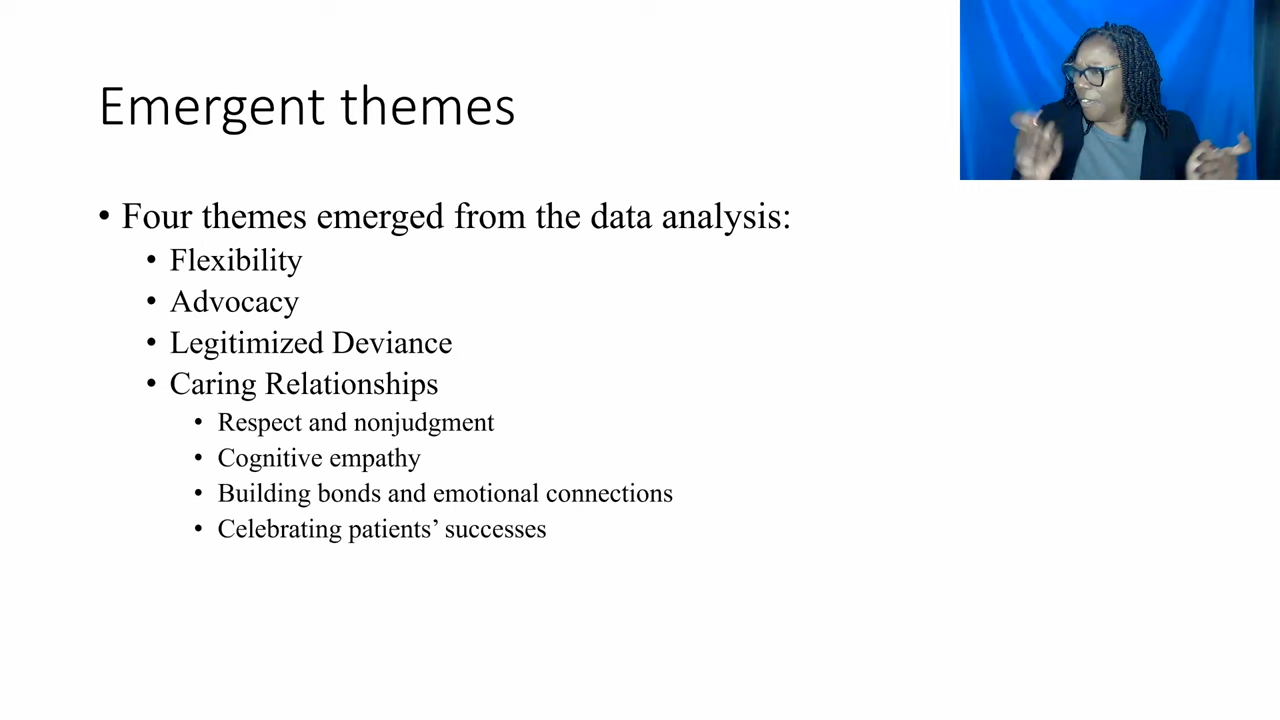 Emergent themes
• Four themes emerged from the data analysis:
• Flexibility
• Advocacy
• Legitimized Deviance
• Caring Relationships
• Respect and nonjudgment
• Cognitive empathy
• Building bonds and emotional connections
• Celebrating patients’ successes